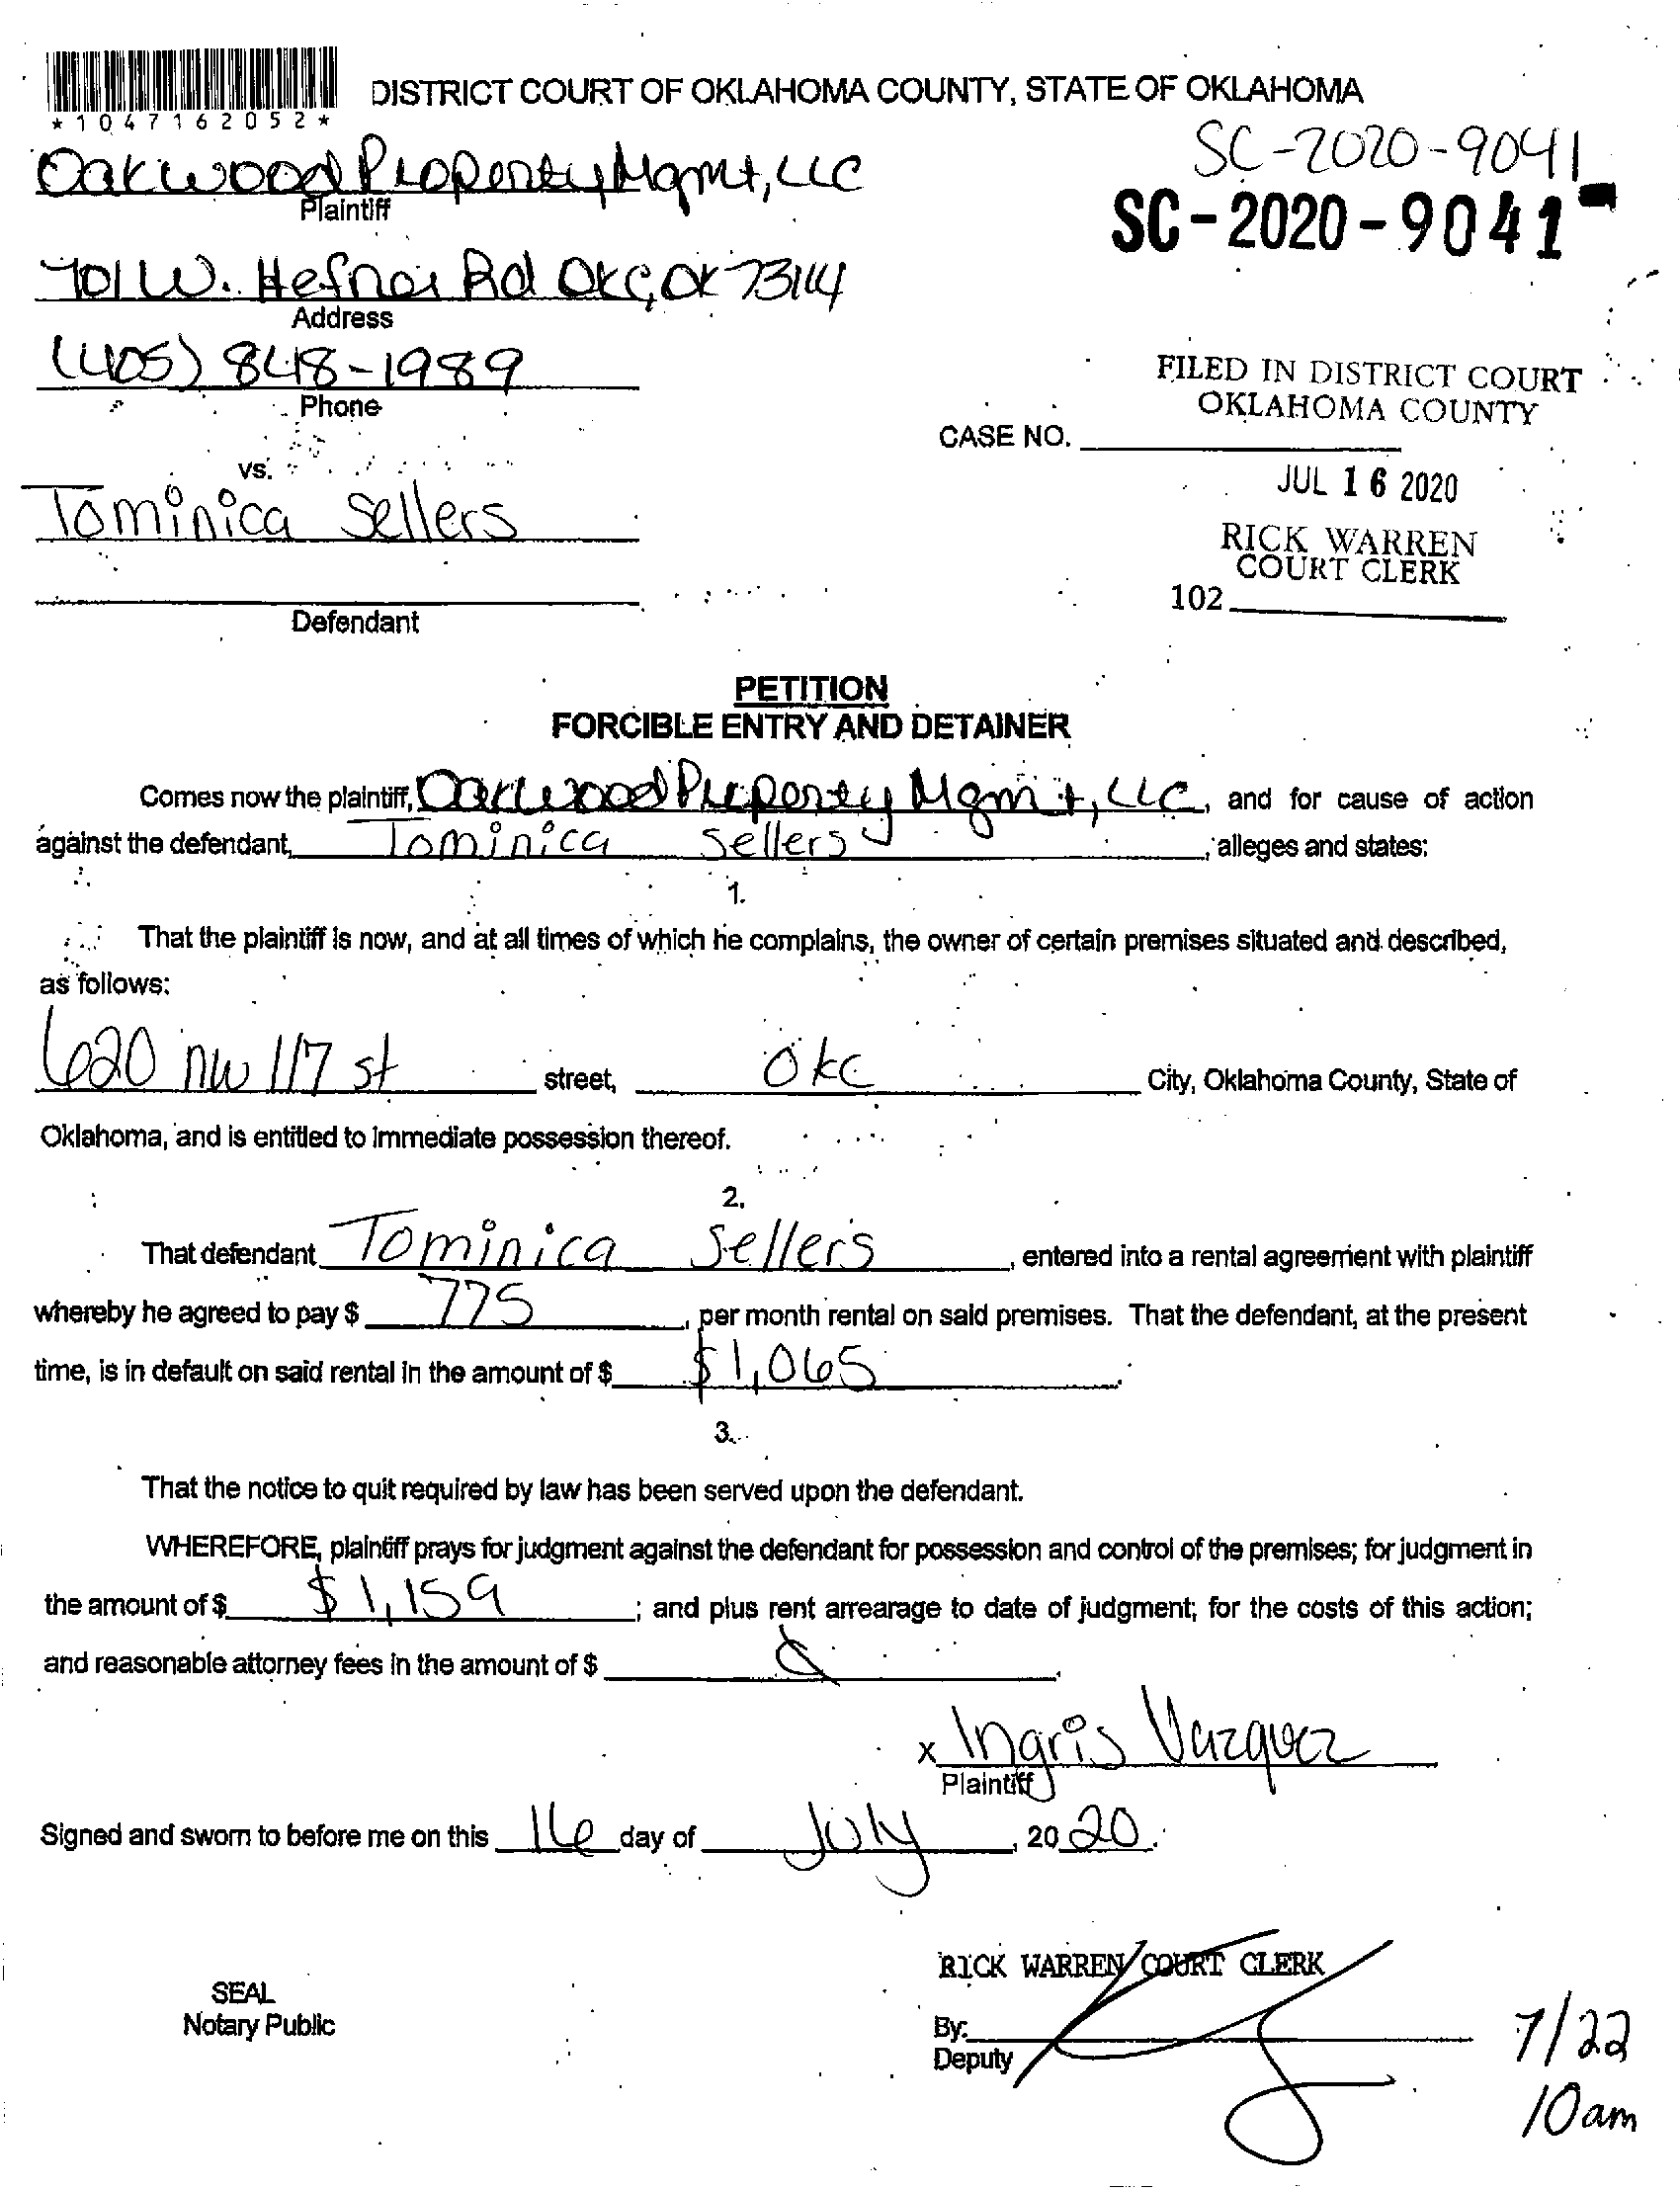 *1047162052*
DISTRICT COURT OF OKLAHOMA COUNTY, STATE OF OKLAHOMA
SC-2020-9041
Oakwood Property Mgmt, LLC
Plaintiff
SC-2020-9041
701 W. Hefner Rd OKC, OK 73114
Address
(405) 848-1989
Phone
FILED IN DISTRICT COURT
OKLAHOMA COUNTY
CASE NO.
vs.
JUL 16 2020
Tominica Sellers
RICK WARREN
COURT CLERK
102
Defendant
PETITION
FORCIBLE ENTRY AND DETAINER
Comes now the plaintiff, Oakwood Property Mgmt, LLC, and for cause of action
against the defendant, Tominica Sellers, alleges and states:
1.
That the plaintiff is now, and at all times of which he complains, the owner of certain premises situated and described,
as follows:
620 nw 117 st street, Okc City, Oklahoma County, State of
Oklahoma, and is entitled to immediate possession thereof.
2.
That defendant Tominica Sellers, entered into a rental agreement with plaintiff
whereby he agreed to pay $ 775, per month rental on said premises. That the defendant, at the present
time, is in default on said rental in the amount of $ $1,065.
3.
That the notice to quit required by law has been served upon the defendant.
WHEREFORE, plaintiff prays for judgment against the defendant for possession and control of the premises; for judgment in
the amount of $ $1,159; and plus rent arrearage to date of judgment; for the costs of this action;
and reasonable attorney fees in the amount of $
x Ingris Vazquez
Plaintiff
Signed and sworn to before me on this 16 day of July, 2020.
RICK WARREN COURT CLERK
SEAL
Notary Public
By:
Deputy
7/22
10am